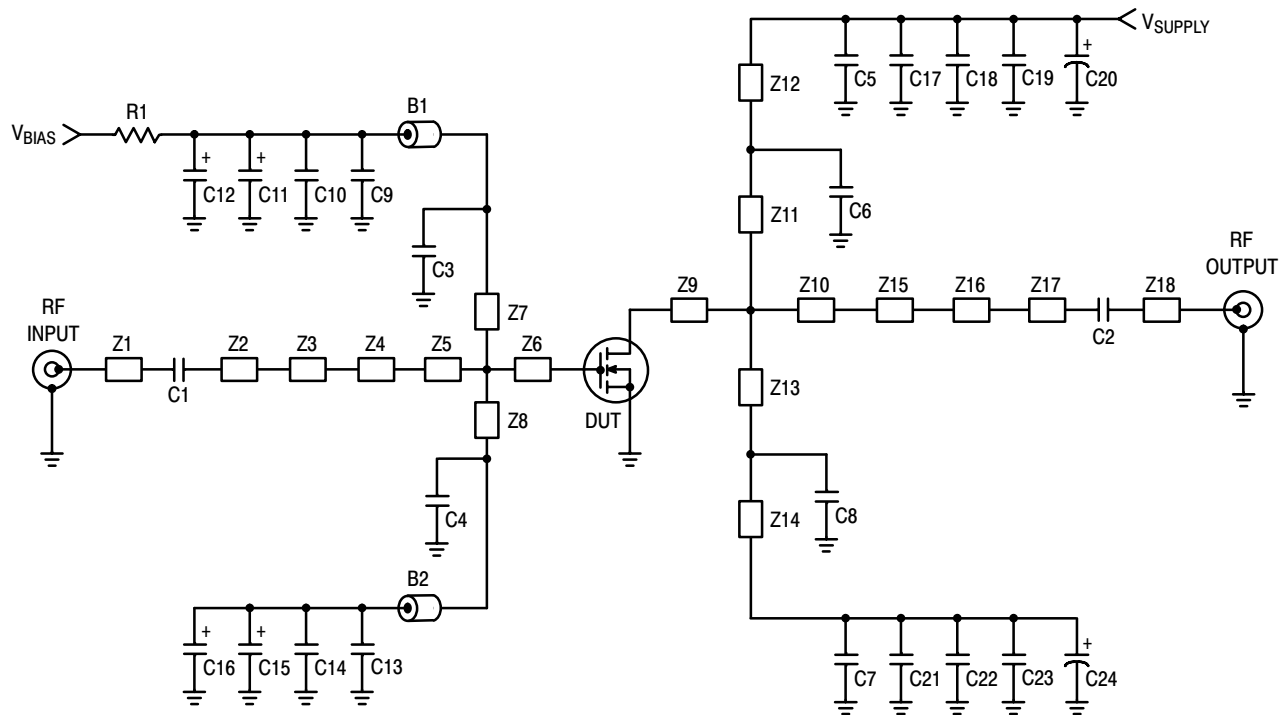 V_SUPPLY
Z12
C5 C17 C18 C19 + C20
V_BIAS R1 B1
+ C12 + C11 C10 C9
C6
Z11
C3
RF INPUT
RF OUTPUT
Z9 Z10 Z15 Z16 Z17 C2 Z18
Z7
Z1 C1 Z2 Z3 Z4 Z5 Z6
DUT
Z13
Z8
C4
C8
Z14
B2
+ C16 + C15 C14 C13
C7 C21 C22 C23 + C24